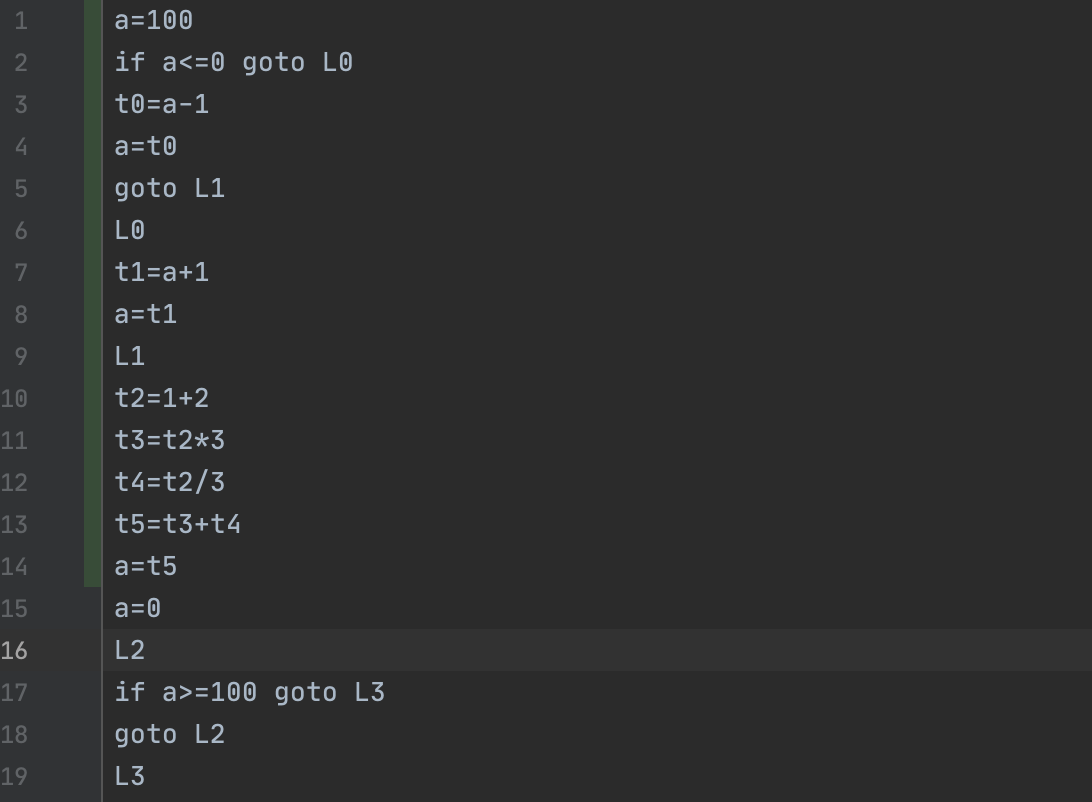 1 a=100
2 if a<=0 goto L0
3 t0=a-1
4 a=t0
5 goto L1
6 L0
7 t1=a+1
8 a=t1
9 L1
10 t2=1+2
11 t3=t2*3
12 t4=t2/3
13 t5=t3+t4
14 a=t5
15 a=0
16 L2
17 if a>=100 goto L3
18 goto L2
19 L3